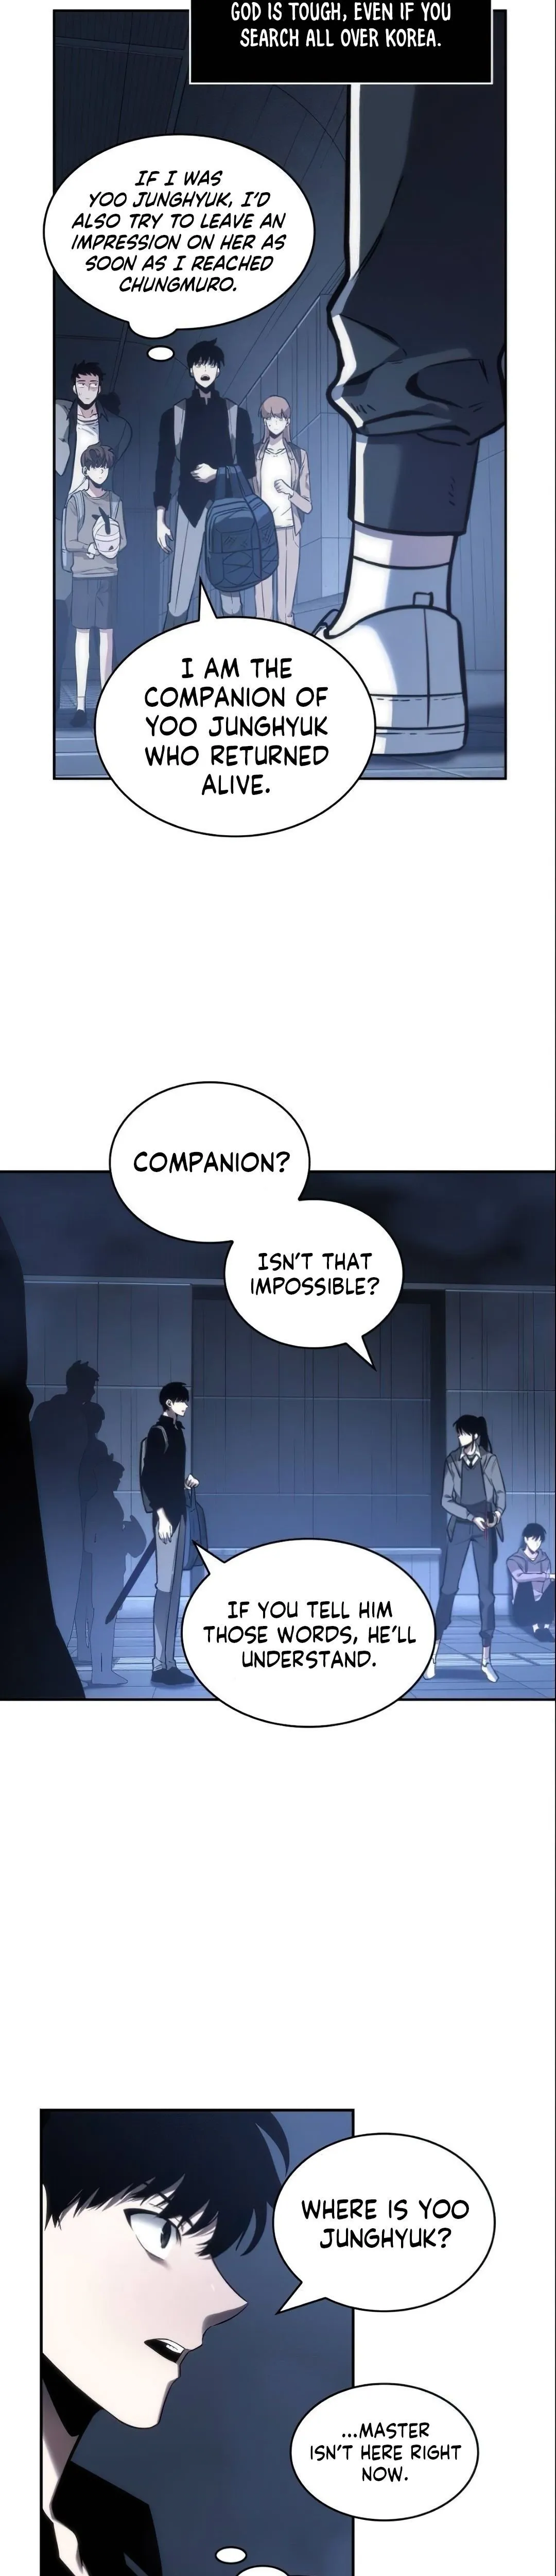 GOD IS TOUGH, EVEN IF YOU
SEARCH ALL OVER KOREA.
IF I WAS
YOO JUNGHYUK, I'D
ALSO TRY TO LEAVE AN
IMPRESSION ON HER AS
SOON AS I REACHED
CHUNGMURO.
I AM THE
COMPANION OF
YOO JUNGHYUK
WHO RETURNED
ALIVE.
COMPANION?
ISN'T THAT
IMPOSSIBLE?
IF YOU TELL HIM
THOSE WORDS, HE'LL
UNDERSTAND.
WHERE IS YOO
JUNGHYUK?
...MASTER
ISN'T HERE RIGHT
NOW.